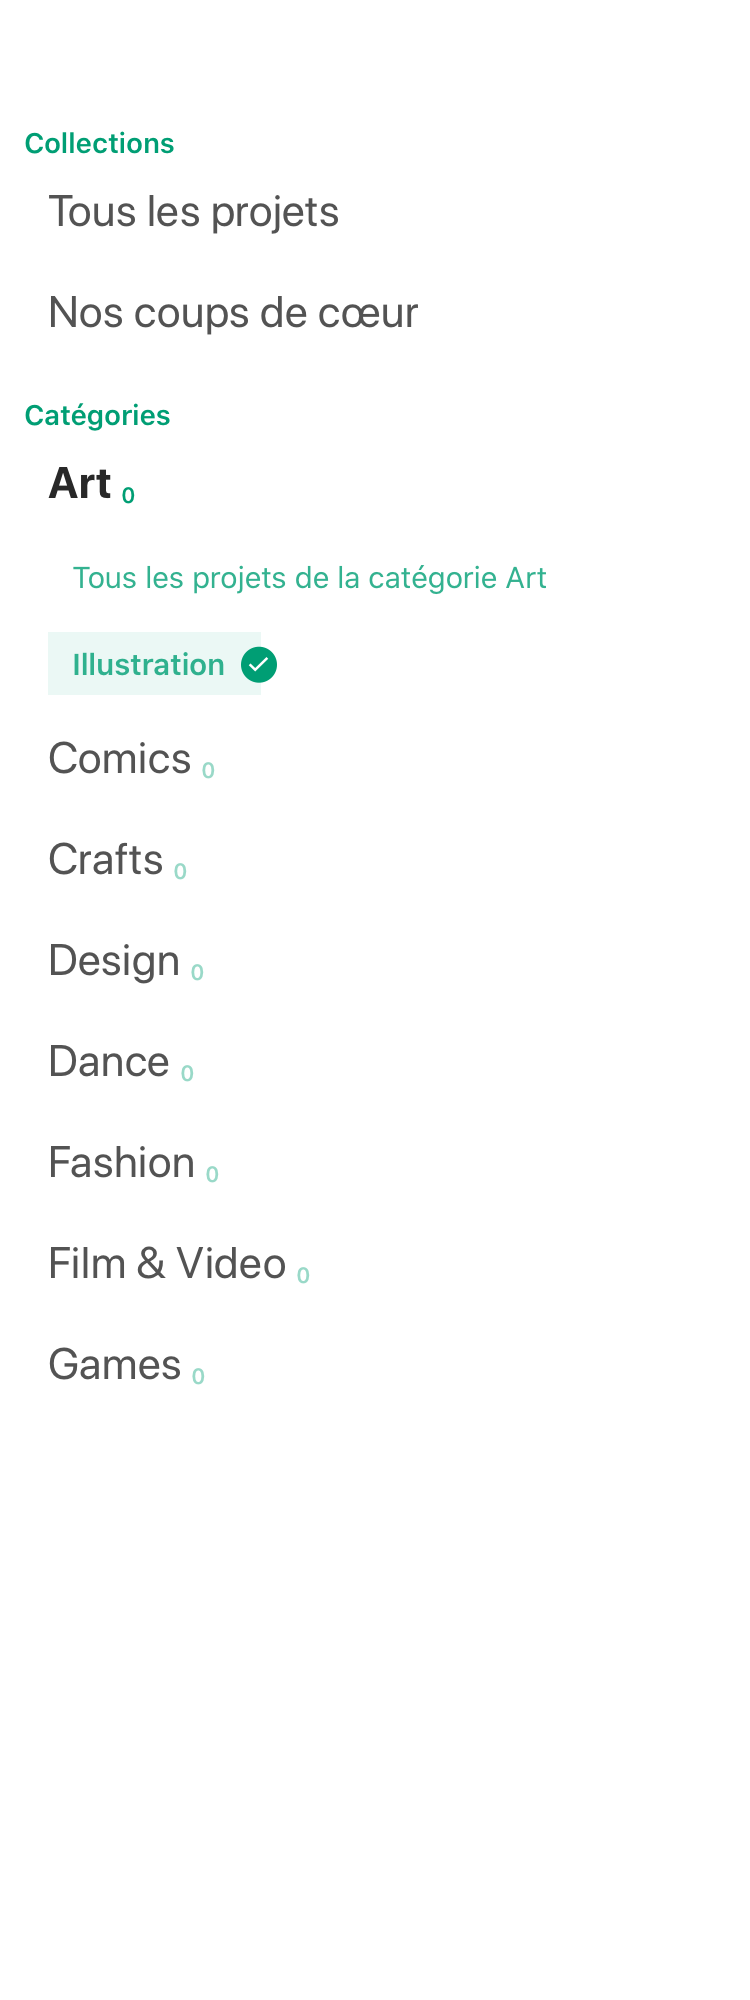 Collections
Tous les projets
Nos coups de cœur
Catégories
Art 0
Tous les projets de la catégorie Art
Illustration
Comics 0
Crafts 0
Design 0
Dance 0
Fashion 0
Film & Video 0
Games 0